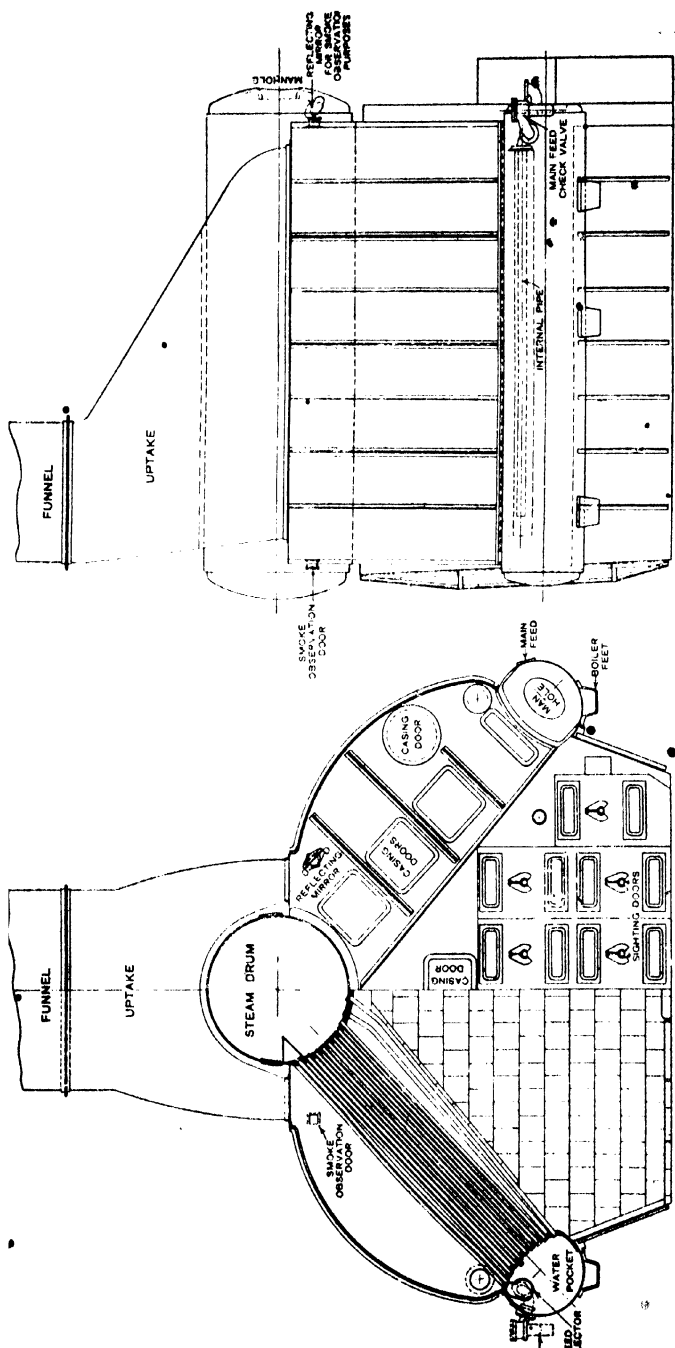 FUNNEL
UPTAKE
MANHOLE
REFLECTING
MIRROR
FOR SMOKE
OBSERVATION
PURPOSES
SMOKE
OBSERVATION
DOOR
INTERNAL PIPE
MAIN FEED
CHECK VALVE
FUNNEL
UPTAKE
STEAM DRUM
REFLECTING
MIRROR
CASING
DOORS
CASING
DOOR
MAIN
FEED
MAN
HOLE
BOILER FEET
CASING
DOOR
SIGHTING DOORS
SMOKE
OBSERVATION
DOOR
WATER
POCKET